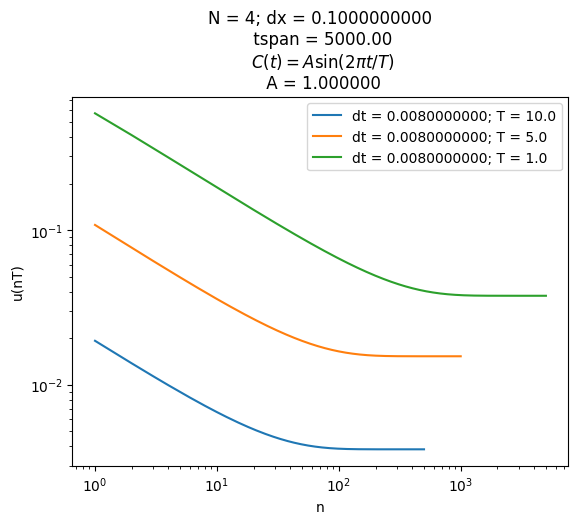 N = 4; dx = 0.1000000000
tspan = 5000.00
C(t) = A sin(2πt/T)
A = 1.000000
dt = 0.0080000000; T = 10.0
dt = 0.0080000000; T = 5.0
dt = 0.0080000000; T = 1.0
u(nT)
10⁻¹
10⁻²
10⁰ 10¹ 10² 10³
n